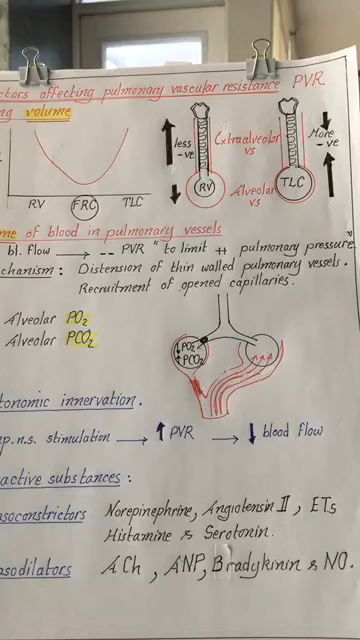 ctors affecting pulmonary vascular resistance PVR
ng volume
less
-ve
Extraalveolar
vs
More
-ve
RV
Alveolar
vs
TLC
RV FRC TLC
me of blood in pulmonary vessels
bl. flow → -- PVR "to limit ++ pulmonary pressure"
chanism : Distension of thin walled pulmonary vessels.
Recruitment of opened capillaries.
Alveolar PO₂
Alveolar PCO₂
↓ PO₂
↑ PCO₂
tonomic innervation.
p.n.s. stimulation → ↑ PVR → ↓ blood flow
active substances :
asoconstrictors Norepinephrine, Angiotensin II, ETs
Histamine & Serotonin.
asodilators ACh, ANP, Bradykinin & NO.